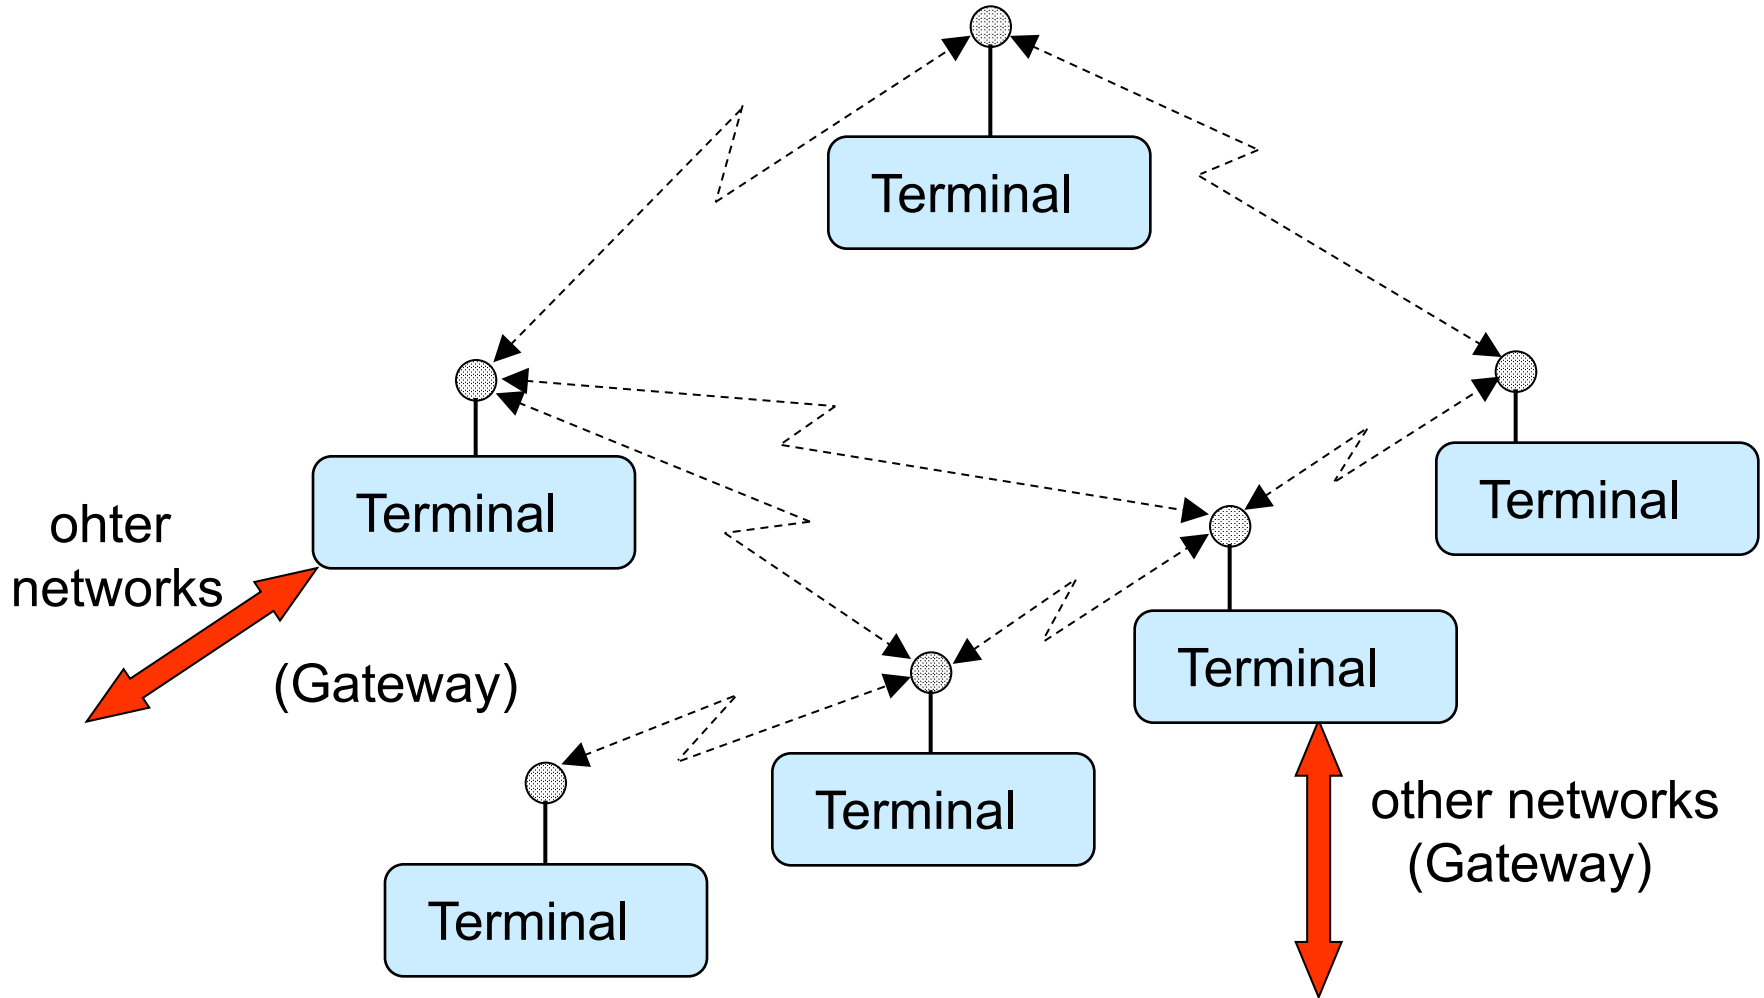 Terminal
Terminal
Terminal
ohter
networks
Terminal
(Gateway)
Terminal
other networks
(Gateway)
Terminal